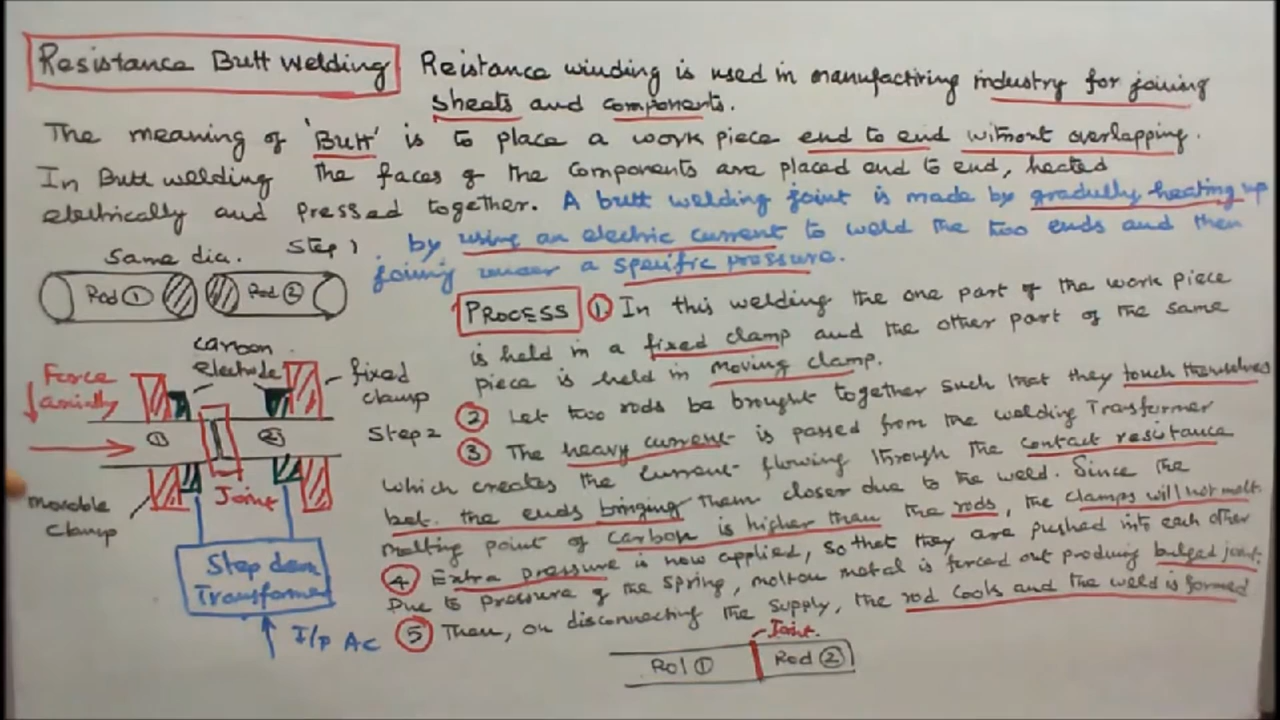 Resistance Butt welding
Reistance winding is used in manufactiring industry for joining
sheets and components.
The meaning of 'Butt' is to place a work piece end to end without overlapping.
In Butt welding the faces of the components are placed end to end, heated
electrically and pressed together. A butt welding joint is made by gradually heating up
by using an electric current to weld the two ends and then
joining under a specific pressure.
Same dia. Step 1
Rod ① Rod ②
PROCESS ① In this welding the one part of the work piece
is held in a fixed clamp and the other part of the same
piece is held in moving clamp.
② Let two rods be brought together such that they touch themselves
③ The heavy current is passed from the welding Transformer
which creates the current flowing through the contact resistance
bet. the ends bringing them closer due to the weld. Since the
melting point of carbon is higher than the rods, the clamps will not melt.
④ Extra pressure is now applied, so that they are pushed into each other
Due to pressure of the spring, molten metal is forced out producing bulged joint.
⑤ Then, on disconnecting the supply, the rod cools and the weld is formed
carbon
electrode
Force
axially
fixed
clamp
Step 2
① ②
Joint
movable
clamp
Step down
Transformer
I/p AC
Joint.
Rol ① Rod ②